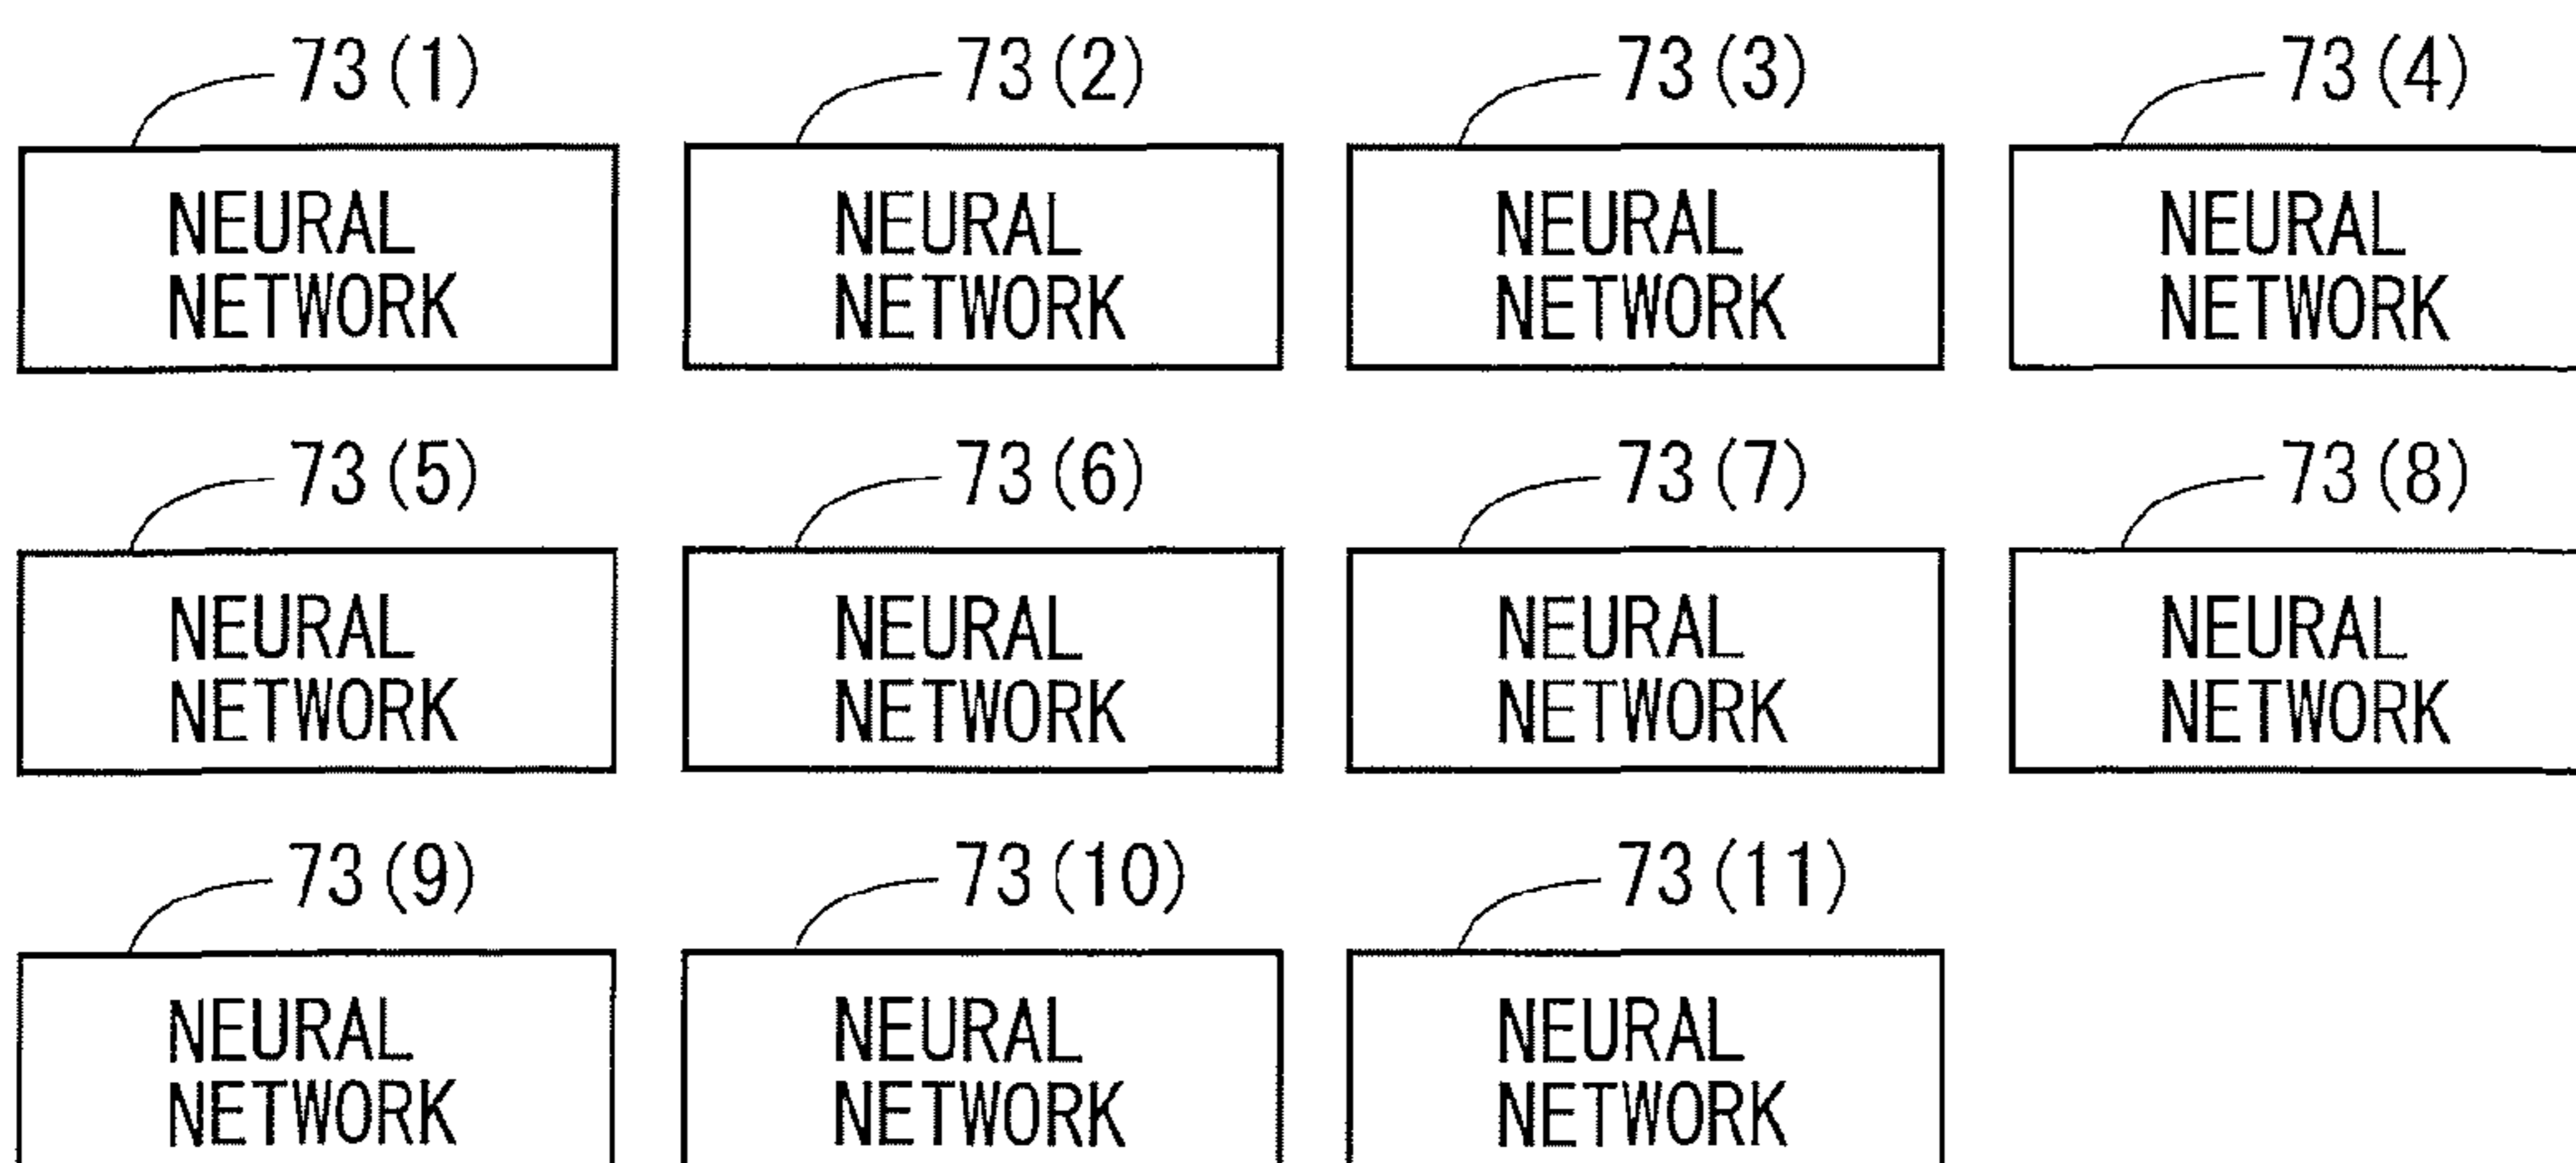 73(1) 73(2) 73(3) 73(4)
NEURAL NEURAL NEURAL NEURAL
NETWORK NETWORK NETWORK NETWORK
73(5) 73(6) 73(7) 73(8)
NEURAL NEURAL NEURAL NEURAL
NETWORK NETWORK NETWORK NETWORK
73(9) 73(10) 73(11)
NEURAL NEURAL NEURAL
NETWORK NETWORK NETWORK